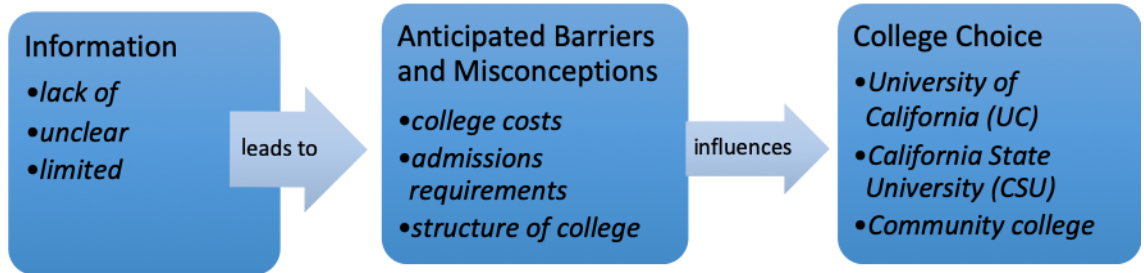 Information
•lack of
•unclear
•limited
leads to
Anticipated Barriers
and Misconceptions
•college costs
•admissions
requirements
•structure of college
influences
College Choice
•University of
California (UC)
•California State
University (CSU)
•Community college